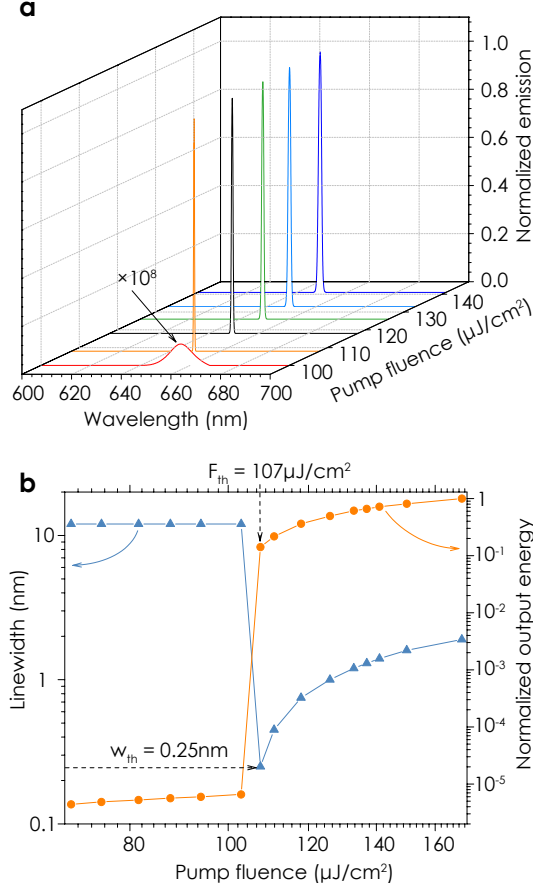 a
1.0
0.8
0.6
0.4
0.2
0.0
Normalized emission
×10⁸
140
130
120
110
100
Pump fluence (µJ/cm²)
600 620 640 660 680 700
Wavelength (nm)
b
F_th = 107µJ/cm²
10
1
0.1
Linewidth (nm)
w_th = 0.25nm
1
10⁻¹
10⁻²
10⁻³
10⁻⁴
10⁻⁵
Normalized output energy
80 100 120 140 160
Pump fluence (µJ/cm²)